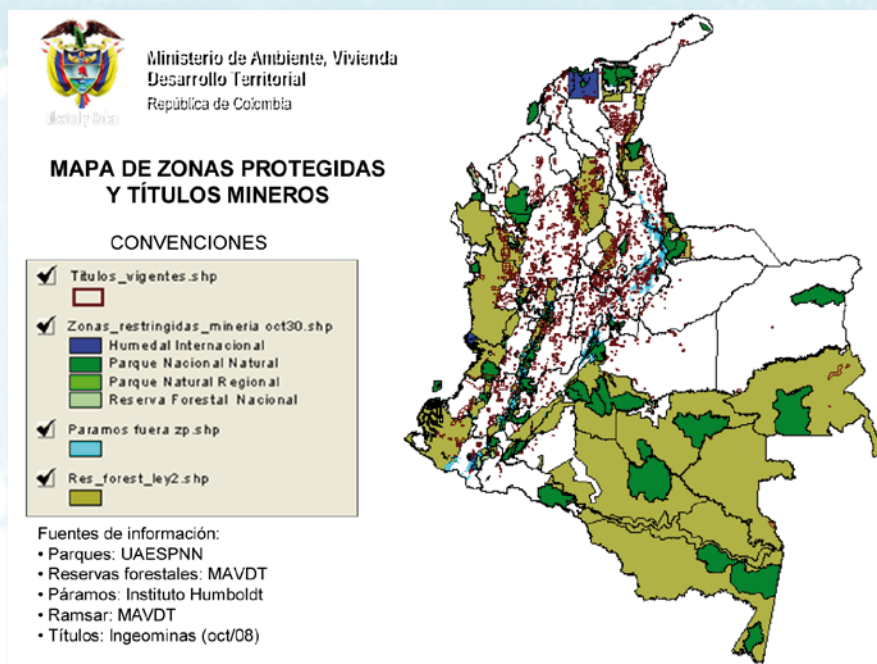 Ministerio de Ambiente, Vivienda
Desarrollo Territorial
República de Colombia
MAPA DE ZONAS PROTEGIDAS
Y TÍTULOS MINEROS
CONVENCIONES
Titulos_vigentes.shp
Zonas_restringidas_mineria oct30.shp
Humedal Internacional
Parque Nacional Natural
Parque Natural Regional
Reserva Forestal Nacional
Paramos fuera zp.shp
Res_forest_ley2.shp
Fuentes de información:
• Parques: UAESPNN
• Reservas forestales: MAVDT
• Páramos: Instituto Humboldt
• Ramsar: MAVDT
• Títulos: Ingeominas (oct/08)